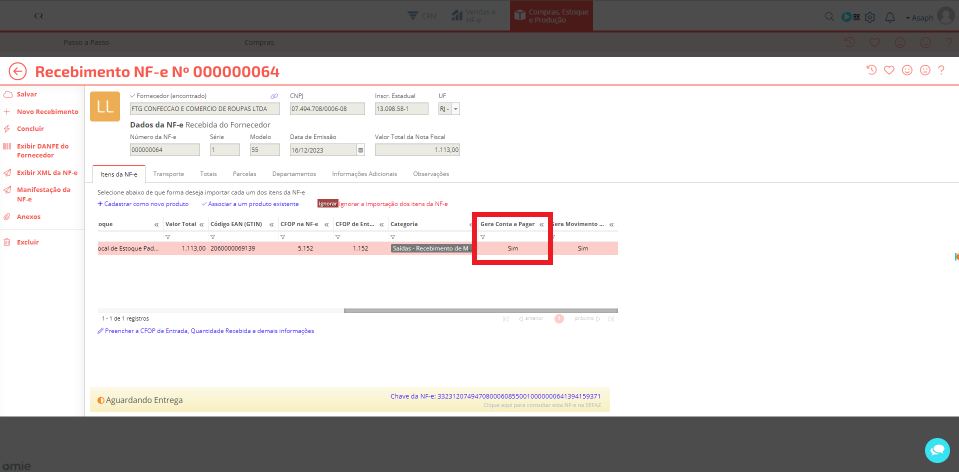 CR
CRM
Vendas e
NF-e
Compras, Estoque
e Produção
Asaph
Passo a Passo
Compras
Recebimento NF-e Nº 000000064
Salvar
Novo Recebimento
Concluir
Exibir DANFE do
Fornecedor
Exibir XML da NF-e
Manifestação da
NF-e
Anexos
Excluir
LL
Fornecedor (encontrado)
CNPJ
Inscr. Estadual
UF
FTG CONFECCAO E COMERCIO DE ROUPAS LTDA
07.494.708/0006-08
13.098.58-1
RJ -
Dados da NF-e Recebida do Fornecedor
Número da NF-e
Série
Modelo
Data de Emissão
Valor Total da Nota Fiscal
000000064
1
55
16/12/2023
1.113,00
Itens da NF-e
Transporte
Totais
Parcelas
Departamentos
Informações Adicionais
Observações
Selecione abaixo de que forma deseja importar cada um dos itens da NF-e
+ Cadastrar como novo produto
Associar a um produto existente
Ignorar
Ignorar a importação dos itens da NF-e
oque
Valor Total
Código EAN (GTIN)
CFOP na NF-e
CFOP de Ent...
Categoria
Gera Conta a Pagar
Gera Movimento ...
ocal de Estoque Pad...
1.113,00
2060000069139
5.152
1.152
Saídas - Recebimento de M
Sim
Sim
1 - 1 de 1 registros
anterior
1
próximo
Preencher a CFOP de Entrada, Quantidade Recebida e demais informações
Aguardando Entrega
Chave da NF-e: 33231207494708000608550010000000641394159371
Clique aqui para consultar esta NF-e na SEFAZ
omie